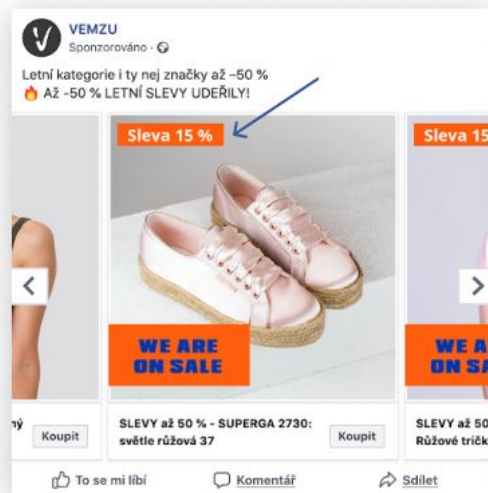 VEMZU
Sponzorováno ·
Letní kategorie i ty nej značky až –50 %
🔥 Až -50 % LETNÍ SLEVY UDEŘILY!
Sleva 15 %
Sleva 15
WE ARE
ON SALE
WE A
ON SA
ný
Koupit
SLEVY až 50 % - SUPERGA 2730:
světle růžová 37
Koupit
SLEVY až 50
Růžové tričk
To se mi líbí
Komentář
Sdílet